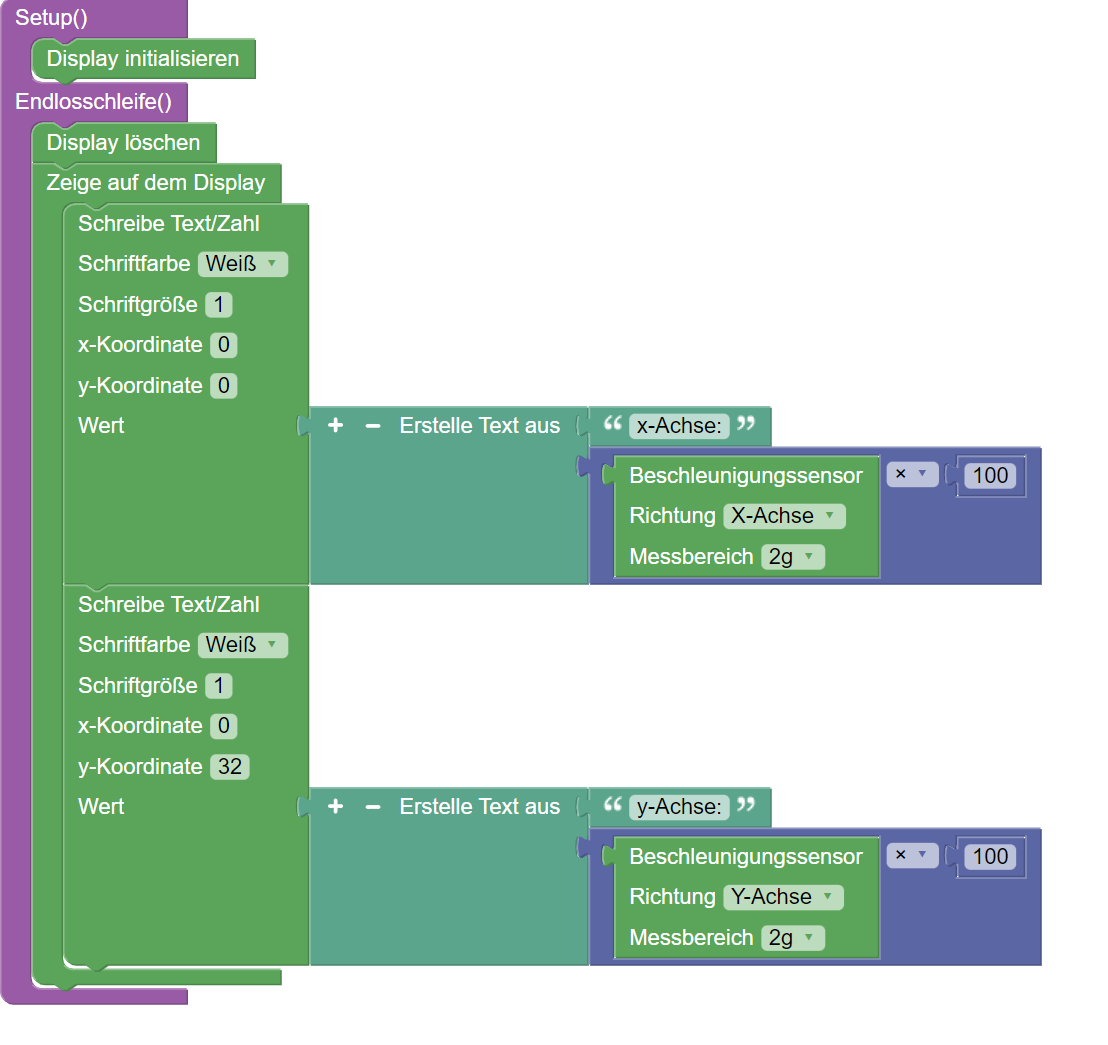 Setup()
Display initialisieren
Endlosschleife()
Display löschen
Zeige auf dem Display
Schreibe Text/Zahl
Schriftfarbe Weiß
Schriftgröße 1
x-Koordinate 0
y-Koordinate 0
Wert + − Erstelle Text aus “ x-Achse: ”
Beschleunigungssensor × 100
Richtung X-Achse
Messbereich 2g
Schreibe Text/Zahl
Schriftfarbe Weiß
Schriftgröße 1
x-Koordinate 0
y-Koordinate 32
Wert + − Erstelle Text aus “ y-Achse: ”
Beschleunigungssensor × 100
Richtung Y-Achse
Messbereich 2g